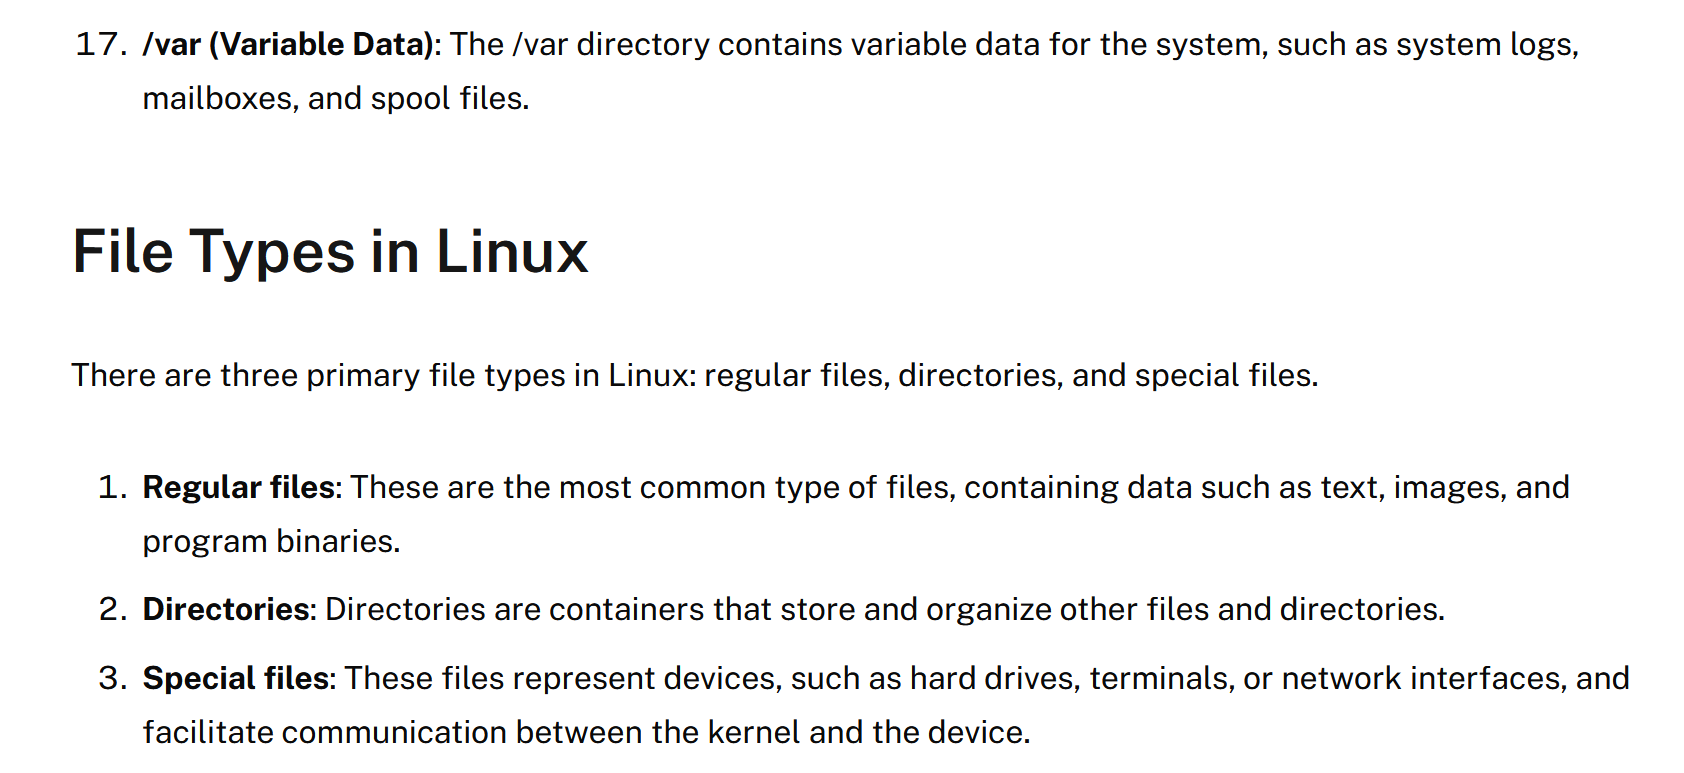 17. /var (Variable Data): The /var directory contains variable data for the system, such as system logs,
mailboxes, and spool files.
File Types in Linux
There are three primary file types in Linux: regular files, directories, and special files.
1. Regular files: These are the most common type of files, containing data such as text, images, and
program binaries.
2. Directories: Directories are containers that store and organize other files and directories.
3. Special files: These files represent devices, such as hard drives, terminals, or network interfaces, and
facilitate communication between the kernel and the device.